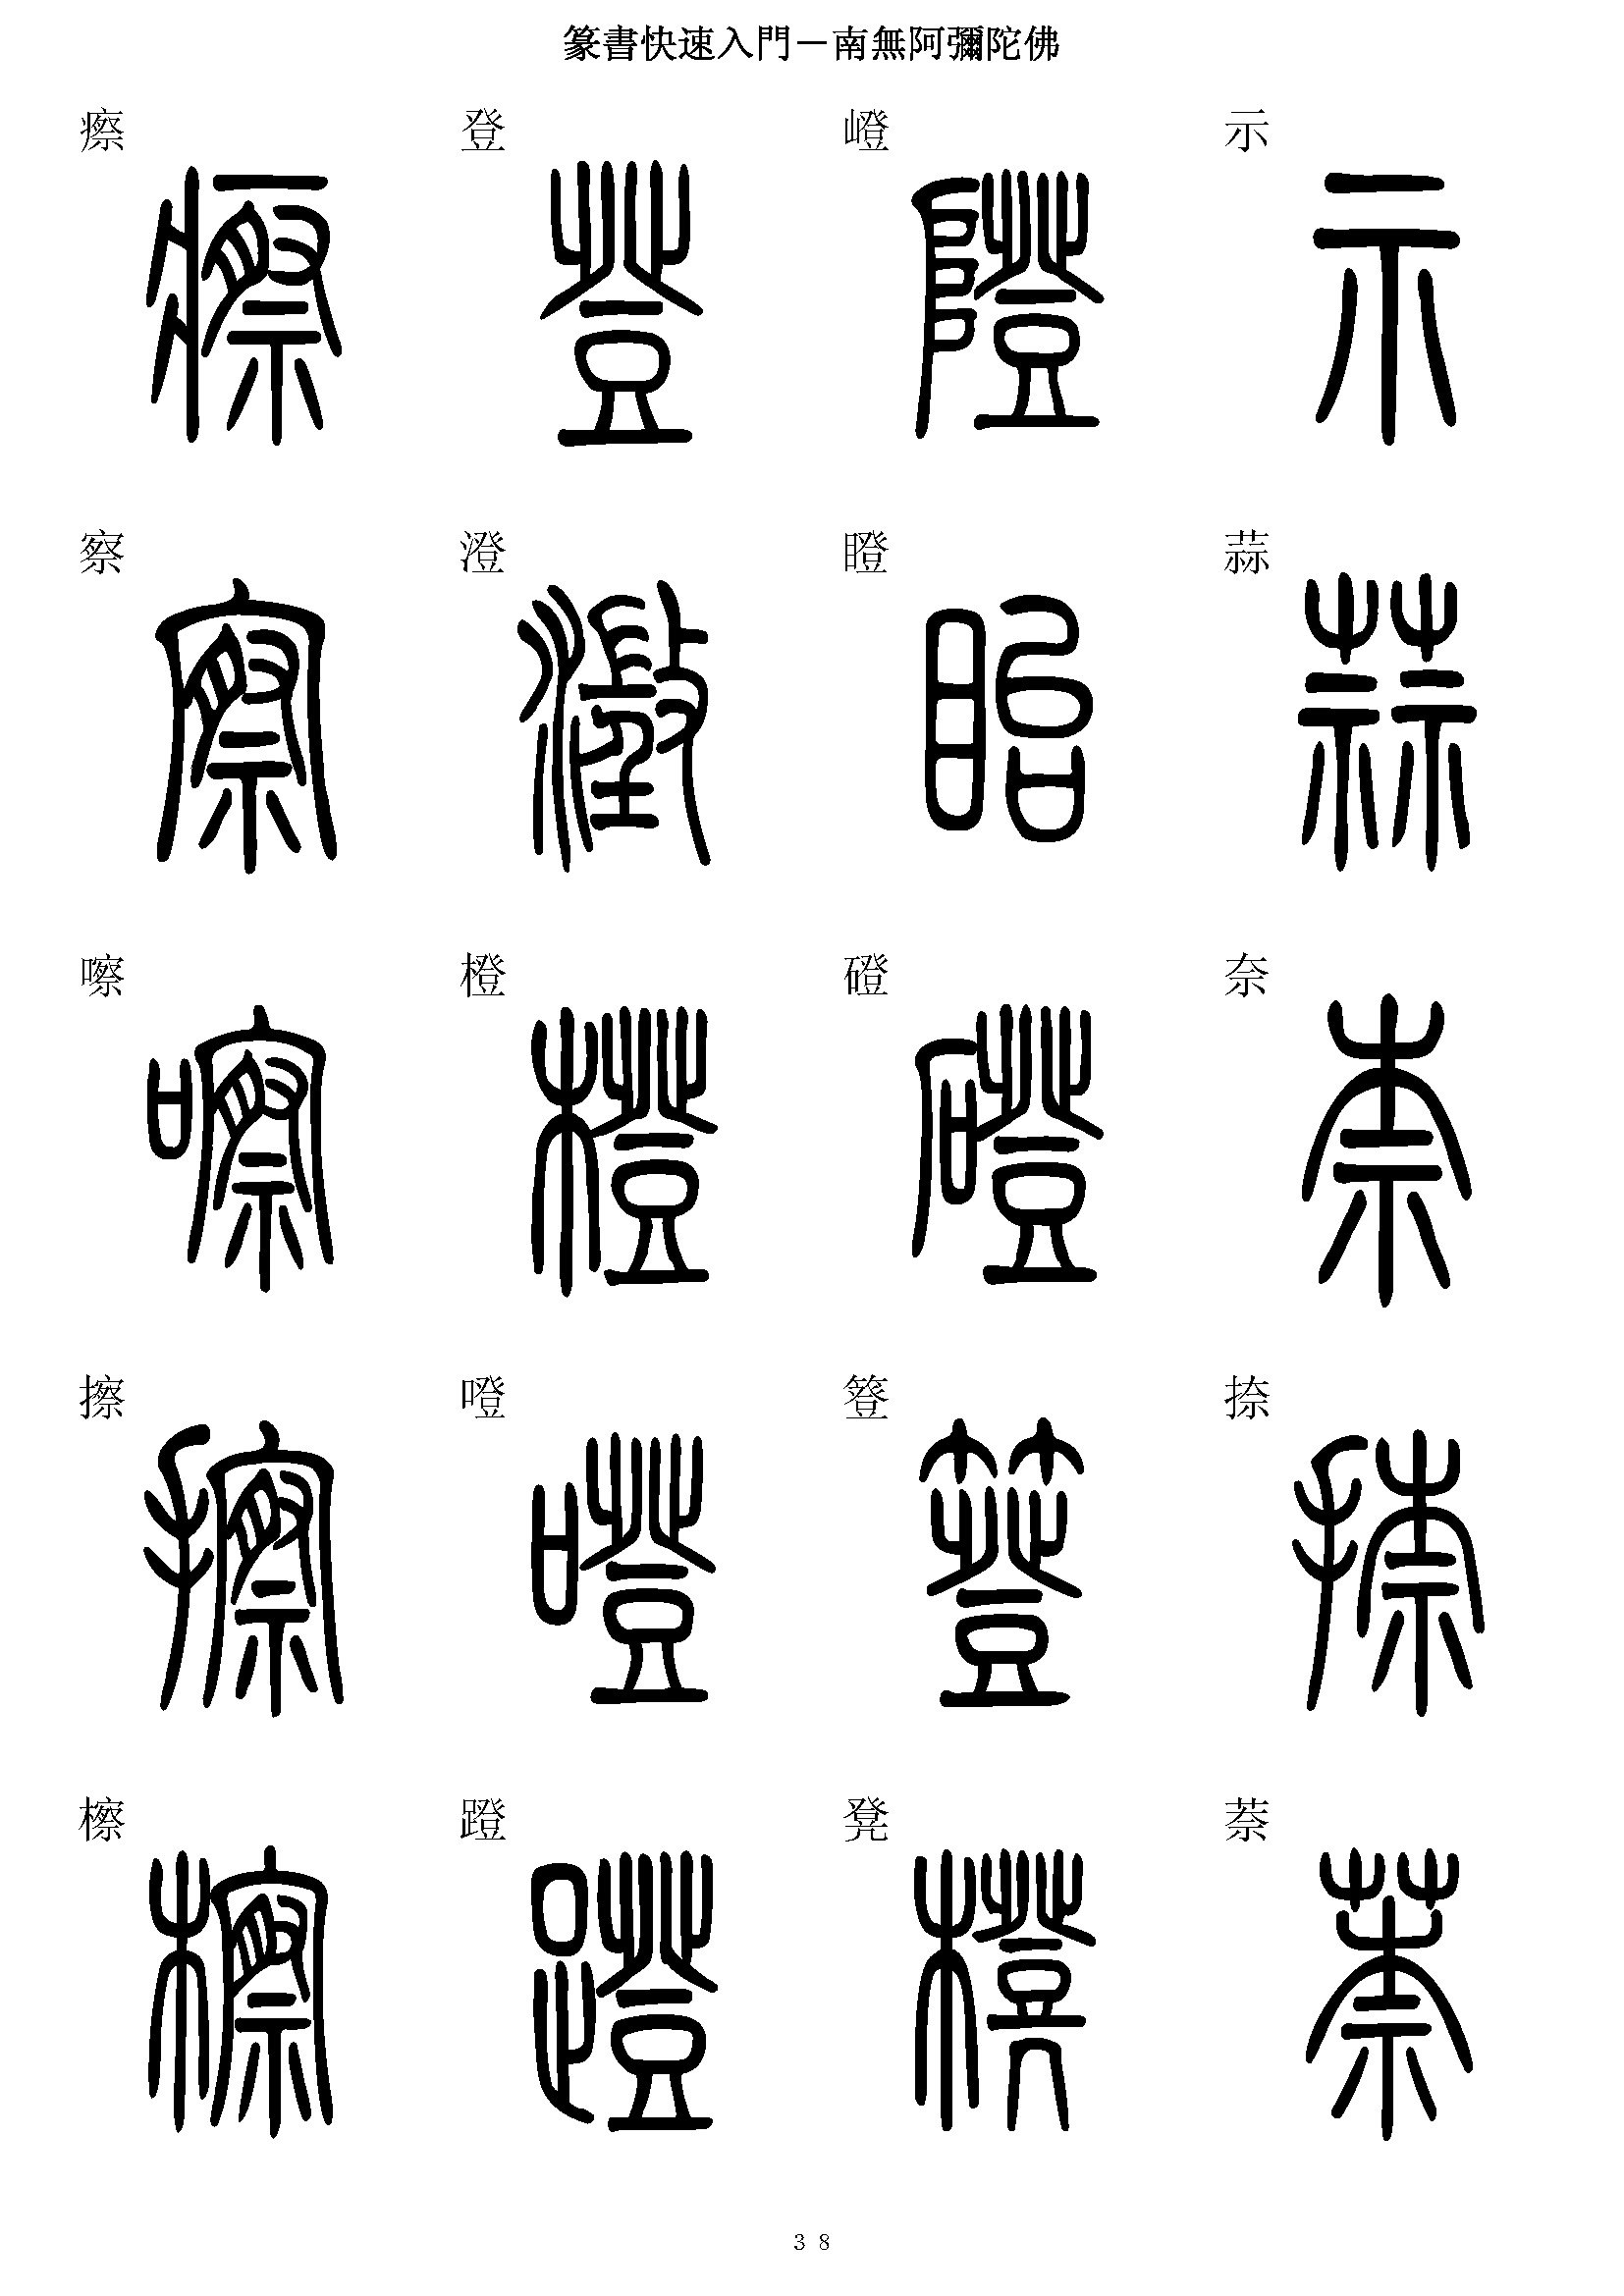 篆書快速入門－南無阿彌陀佛
瘵 登 嶝 示
察 澄 瞪 蒜
嚓 橙 磴 奈
擦 噔 簦 捺
檫 蹬 凳 萘
38